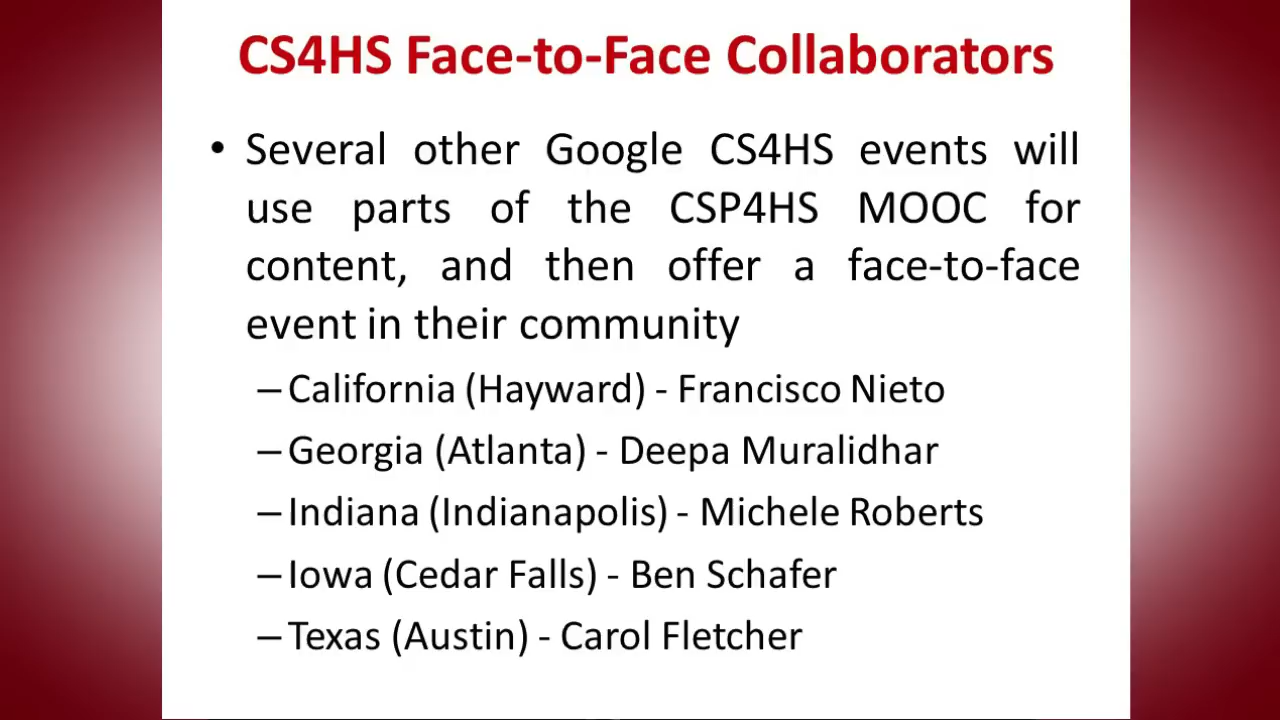 CS4HS Face-to-Face Collaborators
• Several other Google CS4HS events will
use parts of the CSP4HS MOOC for
content, and then offer a face-to-face
event in their community
–California (Hayward) - Francisco Nieto
–Georgia (Atlanta) - Deepa Muralidhar
–Indiana (Indianapolis) - Michele Roberts
–Iowa (Cedar Falls) - Ben Schafer
–Texas (Austin) - Carol Fletcher